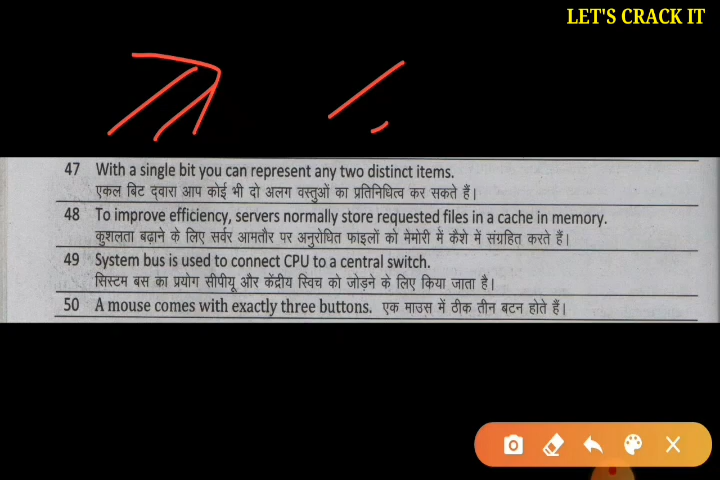 LET'S CRACK IT
47 With a single bit you can represent any two distinct items.
एकल बिट द्वारा आप कोई भी दो अलग वस्तुओं का प्रतिनिधित्व कर सकते हैं।
48 To improve efficiency, servers normally store requested files in a cache in memory.
कुशलता बढ़ाने के लिए सर्वर आमतौर पर अनुरोधित फाइलों को मेमोरी में कैशे में संग्रहित करते हैं।
49 System bus is used to connect CPU to a central switch.
सिस्टम बस का प्रयोग सीपीयू और केंद्रीय स्विच को जोड़ने के लिए किया जाता है।
50 A mouse comes with exactly three buttons. एक माउस में ठीक तीन बटन होते हैं।